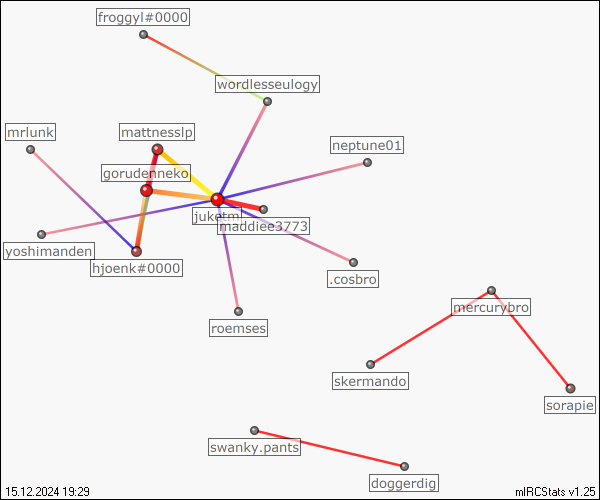 froggyl#0000
wordlesseulogy
mrlunk
mattnesslp
neptune01
gorudenneko
maddiee3773
yoshimanden
hjoenk#0000
.cosbro
mercurybro
roemses
skermando
sorapie
swanky.pants
doggerdig
15.12.2024 19:29
mIRCStats v1.25